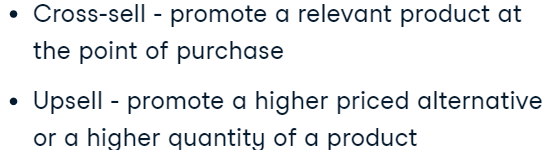 • Cross-sell - promote a relevant product at
the point of purchase
• Upsell - promote a higher priced alternative
or a higher quantity of a product